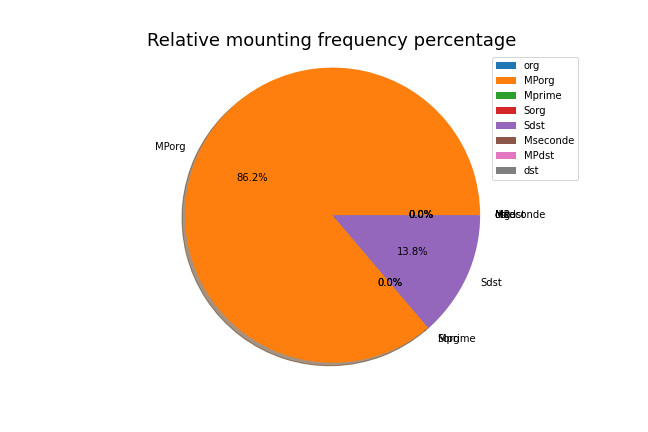 Relative mounting frequency percentage
org
MPorg
Mprime
Sorg
Sdst
Mseconde
MPdst
dst
MPorg
86.2%
0.0%
13.8%
Sdst
0.0%
Mprime